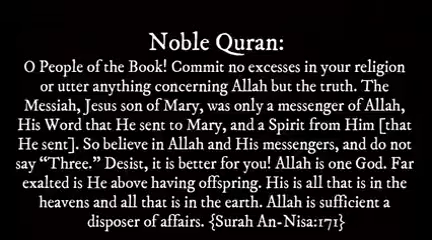 Noble Quran:
O People of the Book! Commit no excesses in your religion
or utter anything concerning Allah but the truth. The
Messiah, Jesus son of Mary, was only a messenger of Allah,
His Word that He sent to Mary, and a Spirit from Him [that
He sent]. So believe in Allah and His messengers, and do not
say “Three.” Desist, it is better for you! Allah is one God. Far
exalted is He above having offspring. His is all that is in the
heavens and all that is in the earth. Allah is sufficient a
disposer of affairs. {Surah An-Nisa:171}